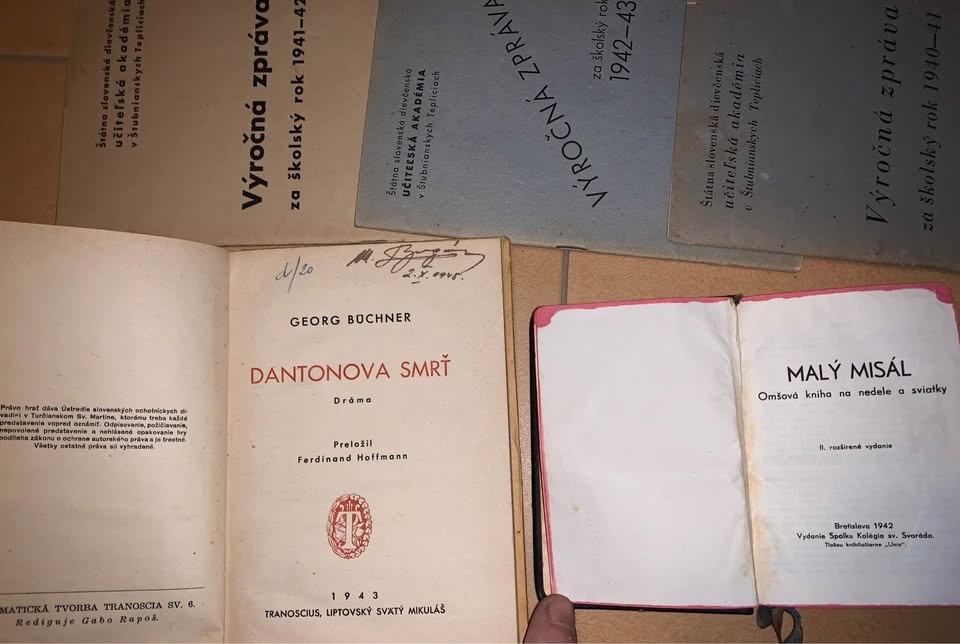 Štátna slovenská dievčenská
učiteľská akadémia
v Štubnianskych Tepliciach
Výročná zpráva
za školský rok 1941-42
Štátna slovenská dievčenská
UČITEĽSKÁ AKADÉMIA
v Štubnianskych Tepliciach
VÝROČNÁ ZPRÁVA
za školský rok
1942-43
Štátna slovenská dievčenská
učiteľská akadémia
v Štubnianskych Tepliciach
Výročná zpráva
za školský rok 1940-41
Právo hrať dáva Ústredie slovenských ochotníckych di-
vadiel v Turčianskom Sv. Martine, ktorému treba každé
predstavenie vopred oznámiť. Odpisovanie, požičiavanie,
nepovolené predstavenie a nehlásené opakovanie hry
podlieha zákonu o ochrane autorského práva a je trestné.
Všetky ostatné práva sú vyhradené.
MATICKÁ TVORBA TRANOSCIA SV. 6.
Rediguje Gabo Rapoš.
d/20
M.
2.X.1945.
GEORG BÜCHNER
DANTONOVA SMRŤ
Dráma
Preložil
Ferdinand Hoffmann
T
1943
TRANOSCIUS, LIPTOVSKÝ SVÄTÝ MIKULÁŠ
MALÝ MISÁL
Omšová kniha na nedele a sviatky
II. rozšírené vydanie
Bratislava 1942
Vydanie Spolku Kolégia sv. Svoráda.
Tlačou kníhtlačiarne „Unia".